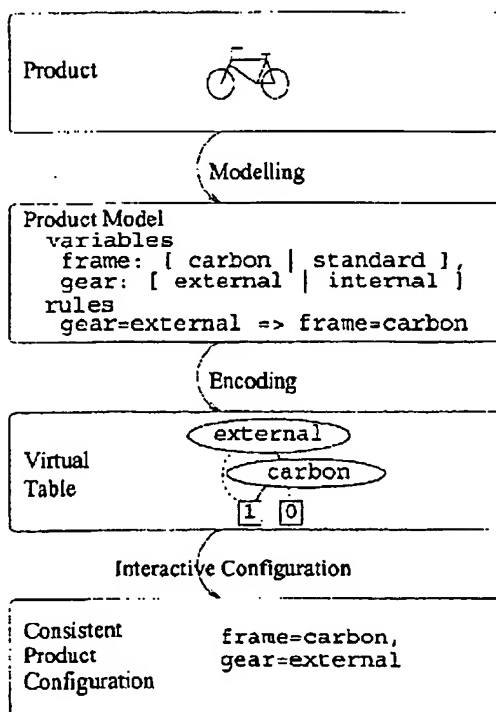 Product
Modelling
Product Model
variables
frame: [ carbon | standard ],
gear: [ external | internal ]
rules
gear=external => frame=carbon
Encoding
external
Virtual
carbon
Table
1 0
Interactive Configuration
Consistent frame=carbon,
Product gear=external
Configuration